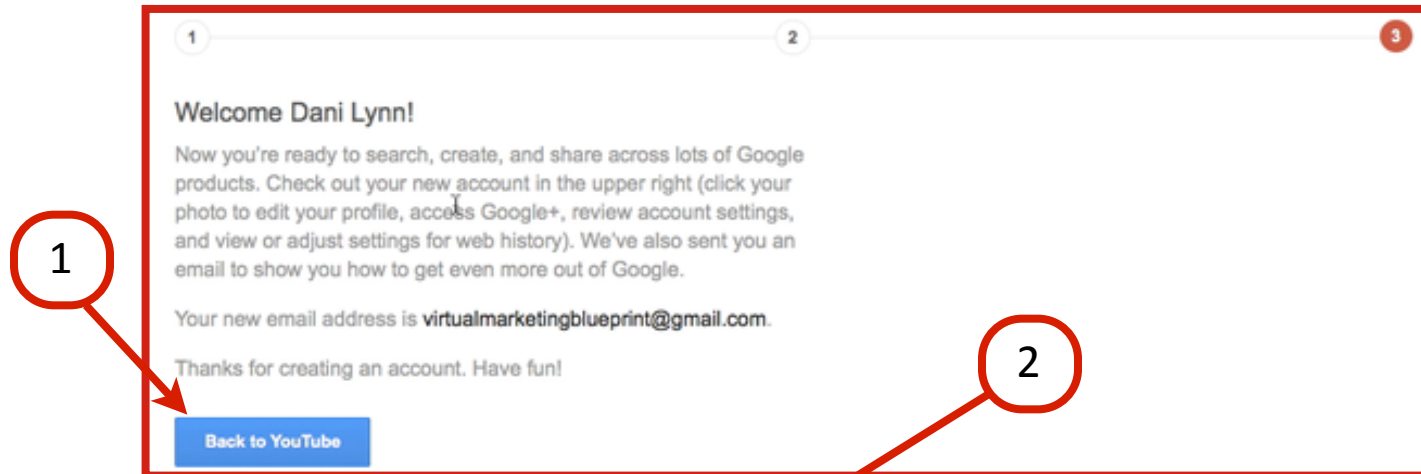 1 2 3
Welcome Dani Lynn!
Now you're ready to search, create, and share across lots of Google
products. Check out your new account in the upper right (click your
photo to edit your profile, access Google+, review account settings,
and view or adjust settings for web history). We've also sent you an
email to show you how to get even more out of Google.
1
Your new email address is virtualmarketingblueprint@gmail.com.
Thanks for creating an account. Have fun!
2
Back to YouTube